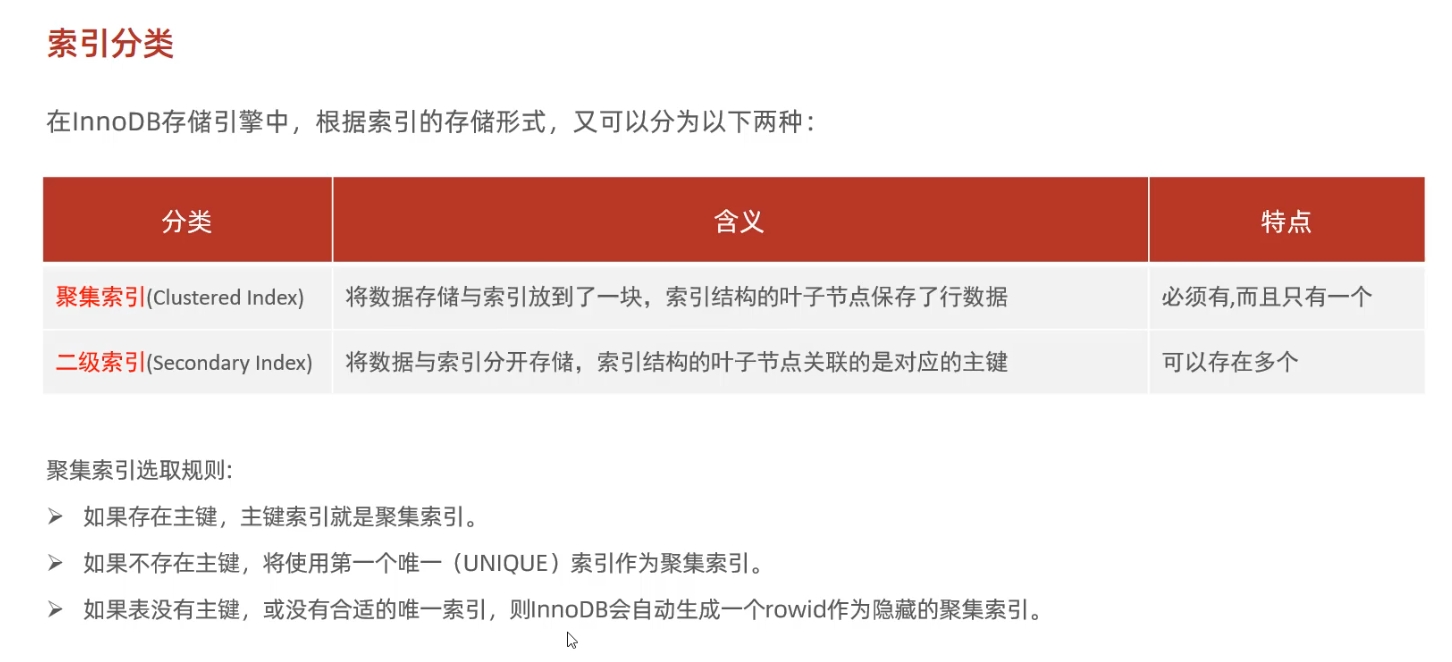 索引分类
在InnoDB存储引擎中，根据索引的存储形式，又可以分为以下两种：
分类 含义 特点
聚集索引(Clustered Index) 将数据存储与索引放到了一块，索引结构的叶子节点保存了行数据 必须有,而且只有一个
二级索引(Secondary Index) 将数据与索引分开存储，索引结构的叶子节点关联的是对应的主键 可以存在多个
聚集索引选取规则:
➢ 如果存在主键，主键索引就是聚集索引。
➢ 如果不存在主键，将使用第一个唯一（UNIQUE）索引作为聚集索引。
➢ 如果表没有主键，或没有合适的唯一索引，则InnoDB会自动生成一个rowid作为隐藏的聚集索引。